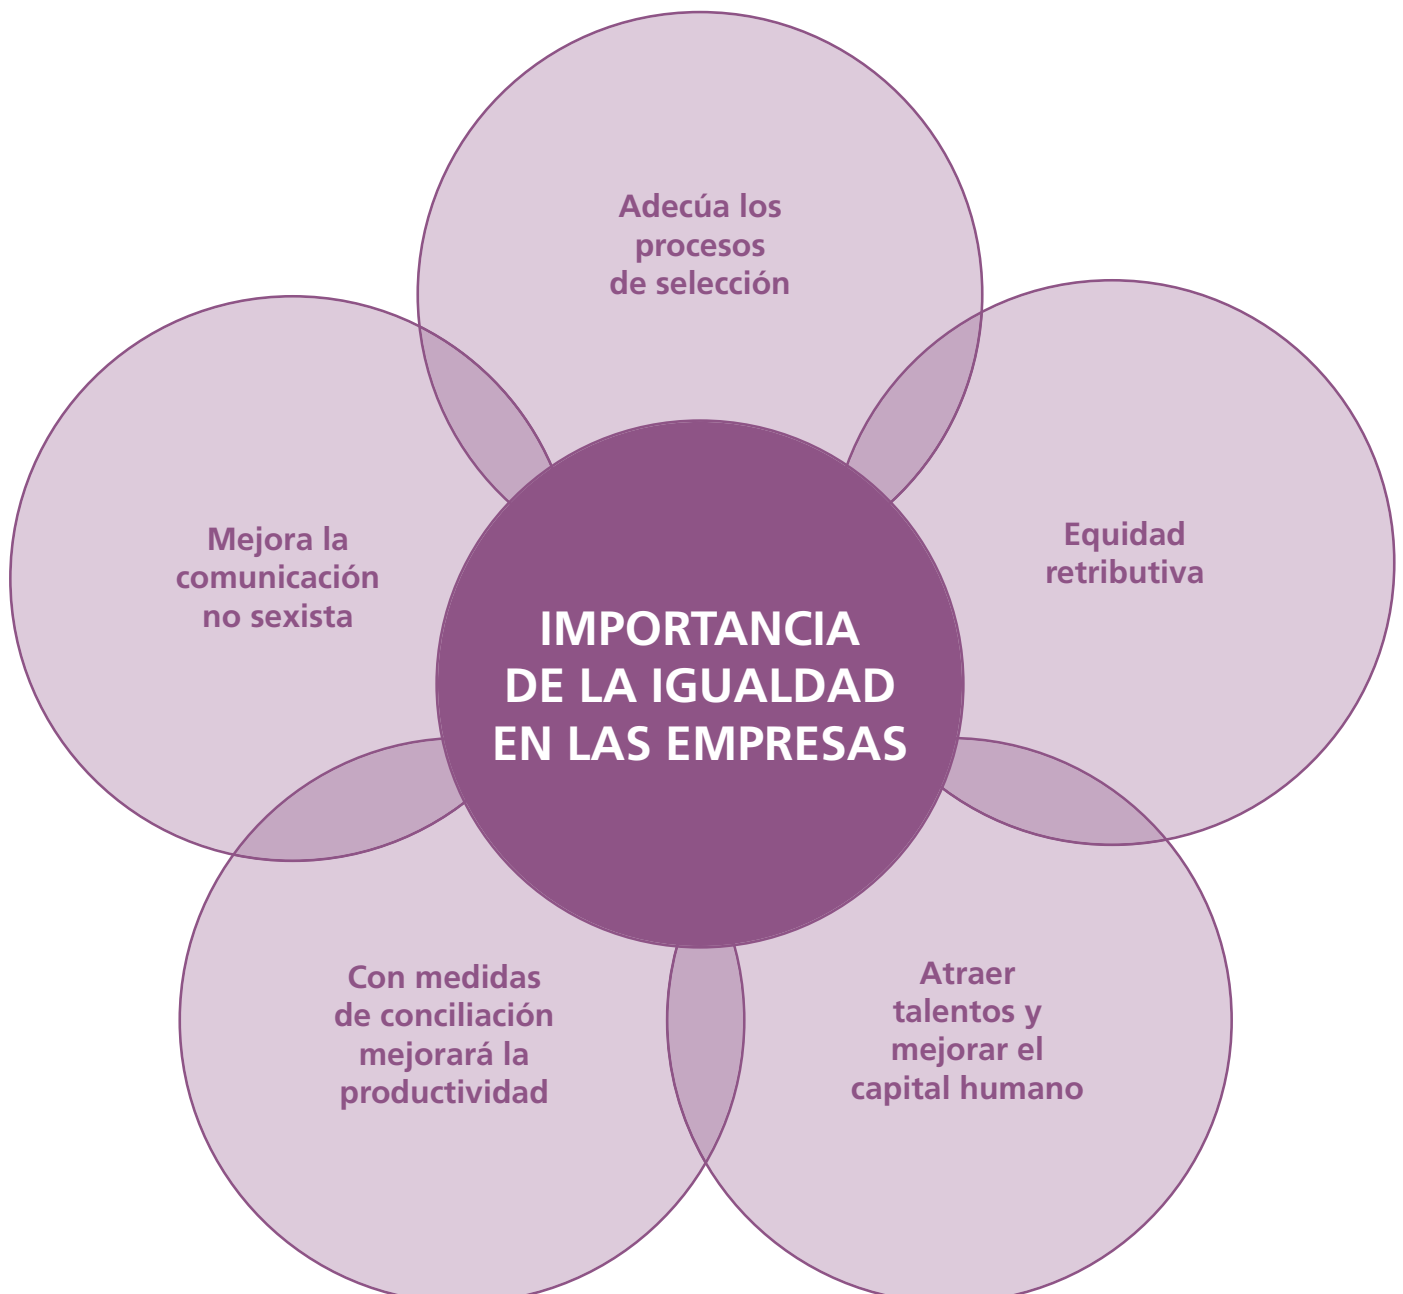 Adecúa los
procesos
de selección
Equidad
retributiva
Mejora la
comunicación
no sexista
IMPORTANCIA
DE LA IGUALDAD
EN LAS EMPRESAS
Con medidas
de conciliación
mejorará la
productividad
Atraer
talentos y
mejorar el
capital humano